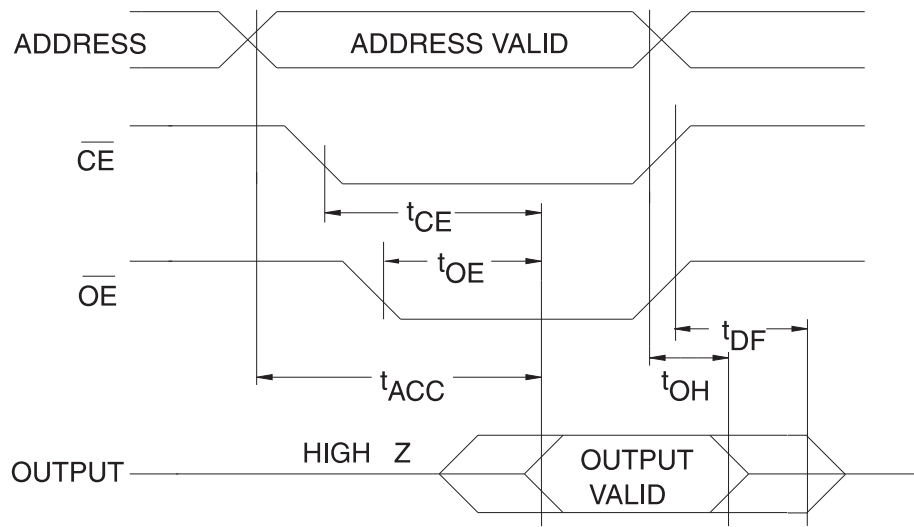 ADDRESS
ADDRESS VALID
CE
tCE
OE
tOE
tDF
tACC
tOH
OUTPUT
HIGH Z
OUTPUT
VALID